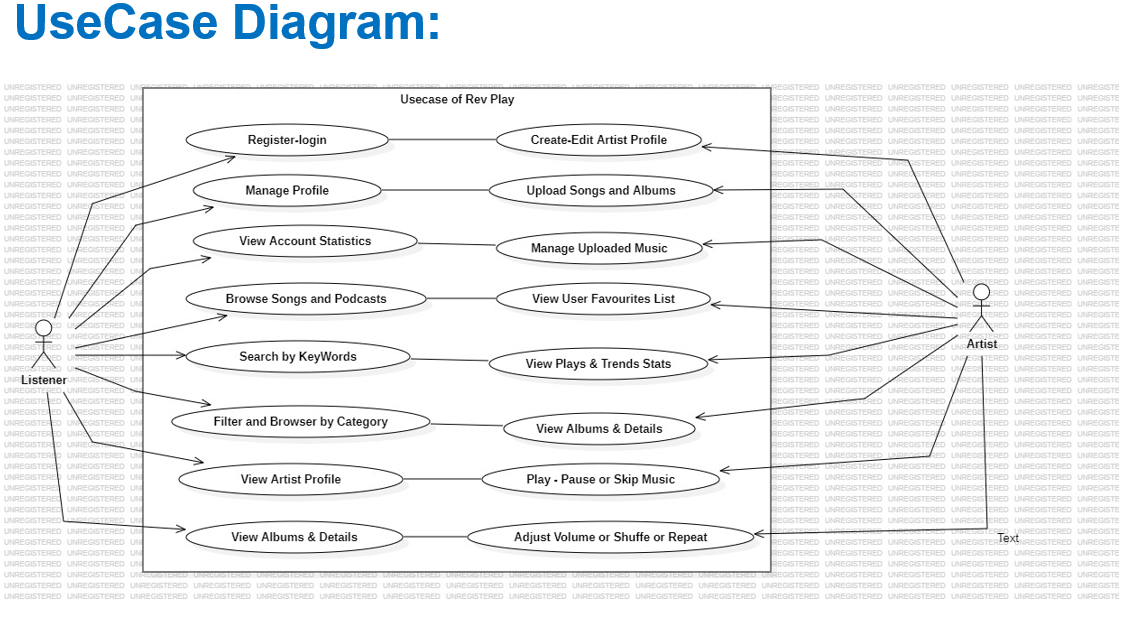 UseCase Diagram:
Usecase of Rev Play
Register-login
Create-Edit Artist Profile
Manage Profile
Upload Songs and Albums
View Account Statistics
Manage Uploaded Music
Browse Songs and Podcasts
View User Favourites List
Search by KeyWords
View Plays & Trends Stats
Filter and Browser by Category
View Albums & Details
View Artist Profile
Play - Pause or Skip Music
View Albums & Details
Adjust Volume or Shuffe or Repeat
Listener
Artist
Text
UNREGISTERED